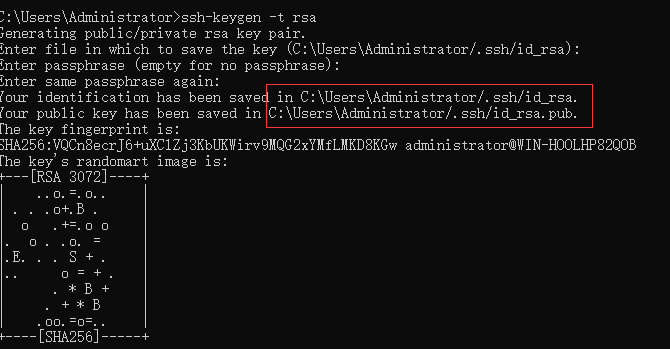 C:\Users\Administrator>ssh-keygen -t rsa
Generating public/private rsa key pair.
Enter file in which to save the key (C:\Users\Administrator/.ssh/id_rsa):
Enter passphrase (empty for no passphrase):
Enter same passphrase again:
Your identification has been saved in C:\Users\Administrator/.ssh/id_rsa.
Your public key has been saved in C:\Users\Administrator/.ssh/id_rsa.pub.
The key fingerprint is:
SHA256:VQCn8ecrJ6+uXC1Zj3KbUKWirv9MQG2xYMfLMKD8KGw administrator@WIN-HOOLHP82QOB
The key's randomart image is:
+---[RSA 3072]----+
|    ..o.=.o..    |
| . . .o+.B .     |
|  o   .+=.o o    |
|.  o . .o. =     |
|.E. . . S + .    |
|..     o = + .   |
|      . * B +    |
|     . + * B     |
|    .oo.=o=..    |
+----[SHA256]-----+